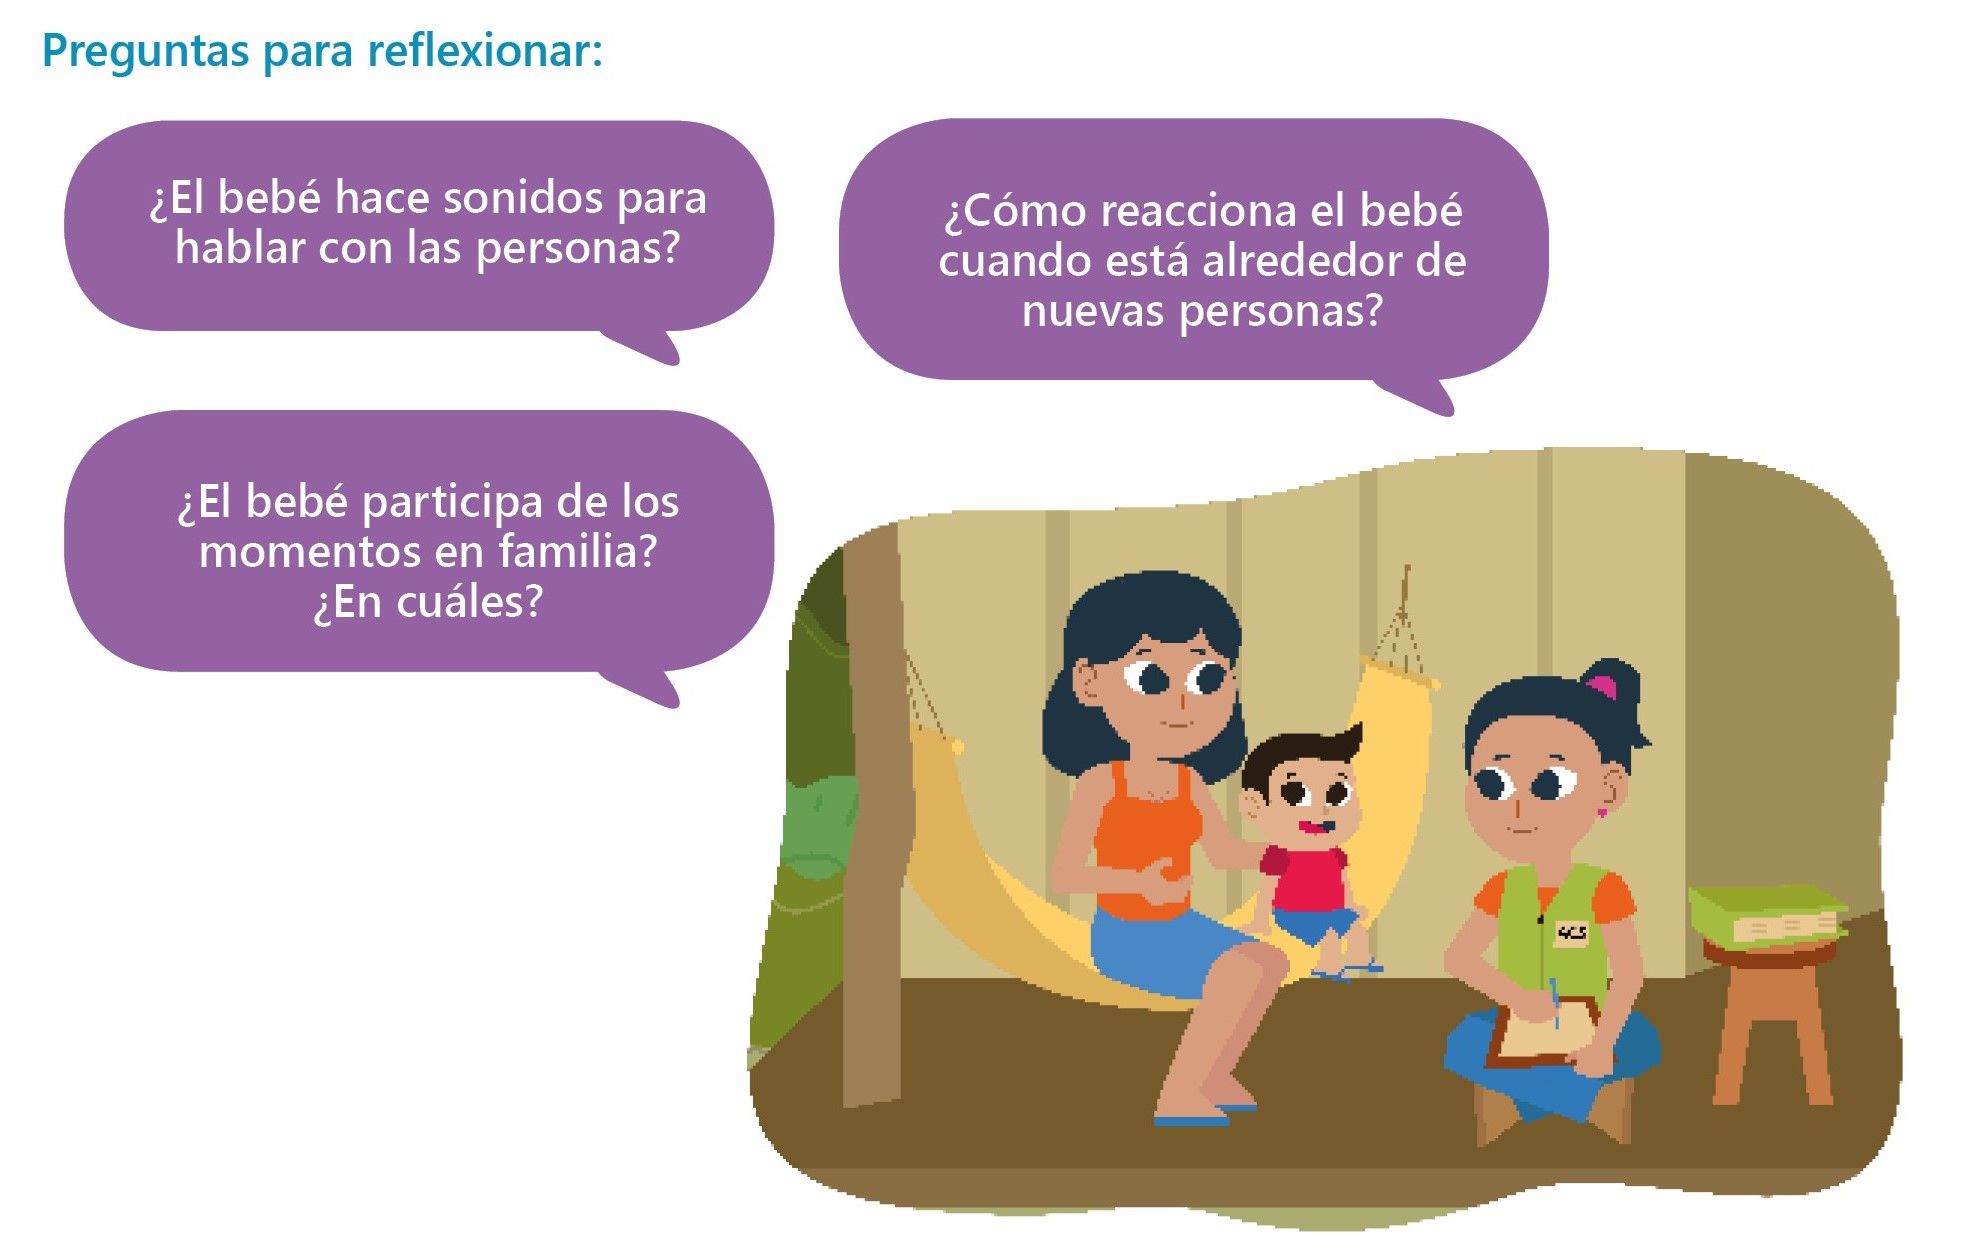 Preguntas para reflexionar:
¿El bebé hace sonidos para
hablar con las personas?
¿Cómo reacciona el bebé
cuando está alrededor de
nuevas personas?
¿El bebé participa de los
momentos en familia?
¿En cuáles?